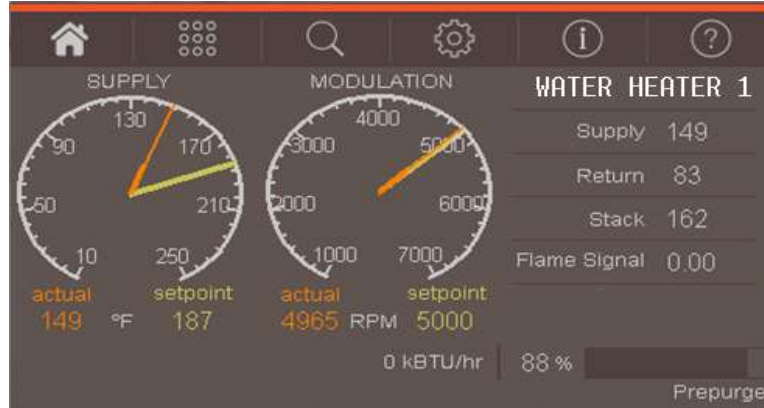 i ?
SUPPLY
10 50 90 130 170 210 250
actual setpoint
149 °F 187
MODULATION
1000 2000 3000 4000 5000 6000 7000
actual setpoint
4965 RPM 5000
WATER HEATER 1
Supply 149
Return 83
Stack 162
Flame Signal 0.00
0 kBTU/hr 88 %
Prepurge